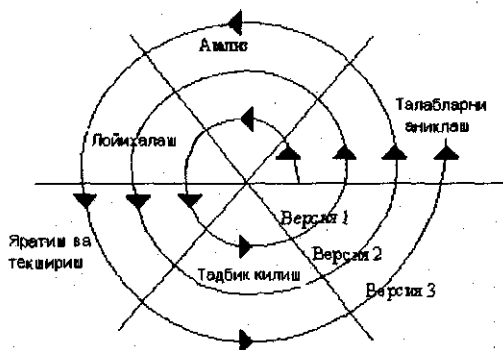 Анализ
Талабларни
аниклаш
Лойихалаш
Версия 1
Яратиш ва
текшириш
Тадбик килиш
Версия 2
Версия 3